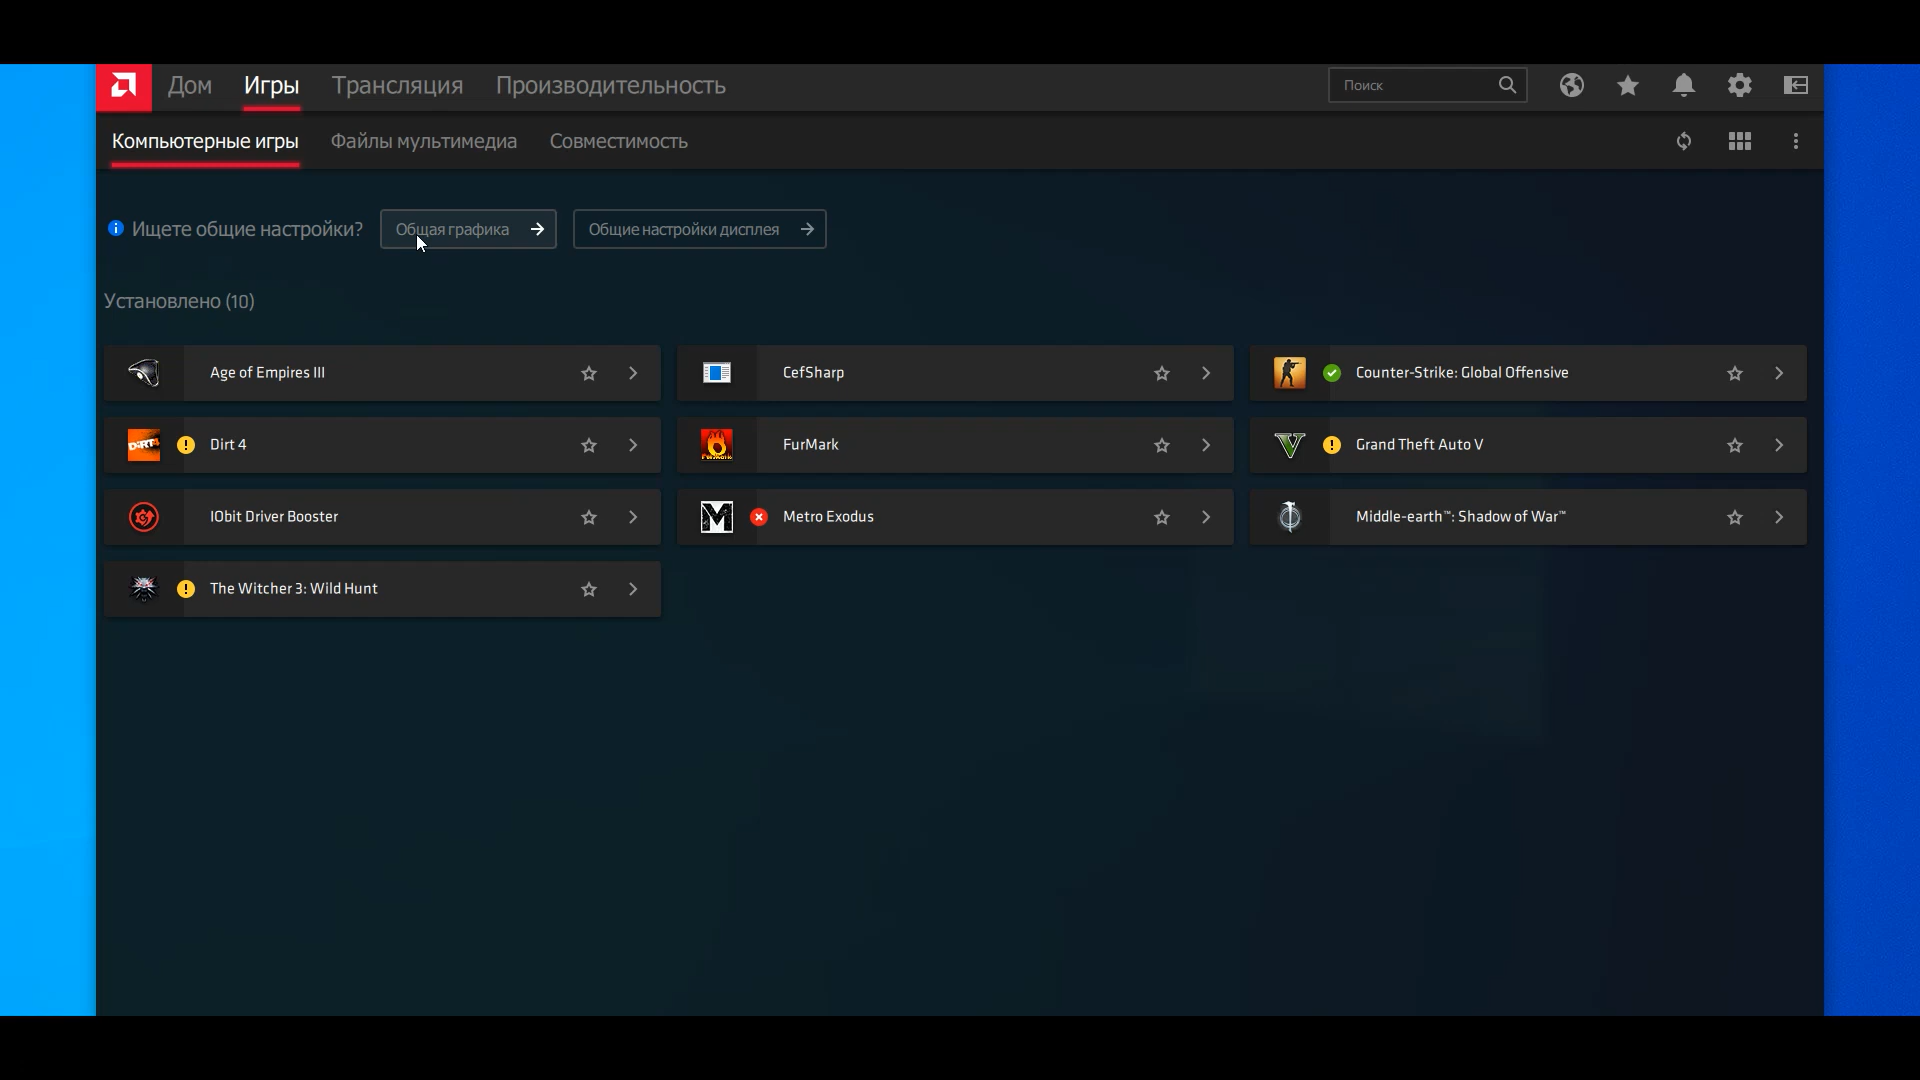 Дом Игры Трансляция Производительность Поиск
Компьютерные игры Файлы мультимедиа Совместимость
Ищете общие настройки? Общая графика Общие настройки дисплея
Установлено (10)
Age of Empires III CefSharp Counter-Strike: Global Offensive
Dirt 4 FurMark Grand Theft Auto V
IObit Driver Booster Metro Exodus Middle-earth™: Shadow of War™
The Witcher 3: Wild Hunt